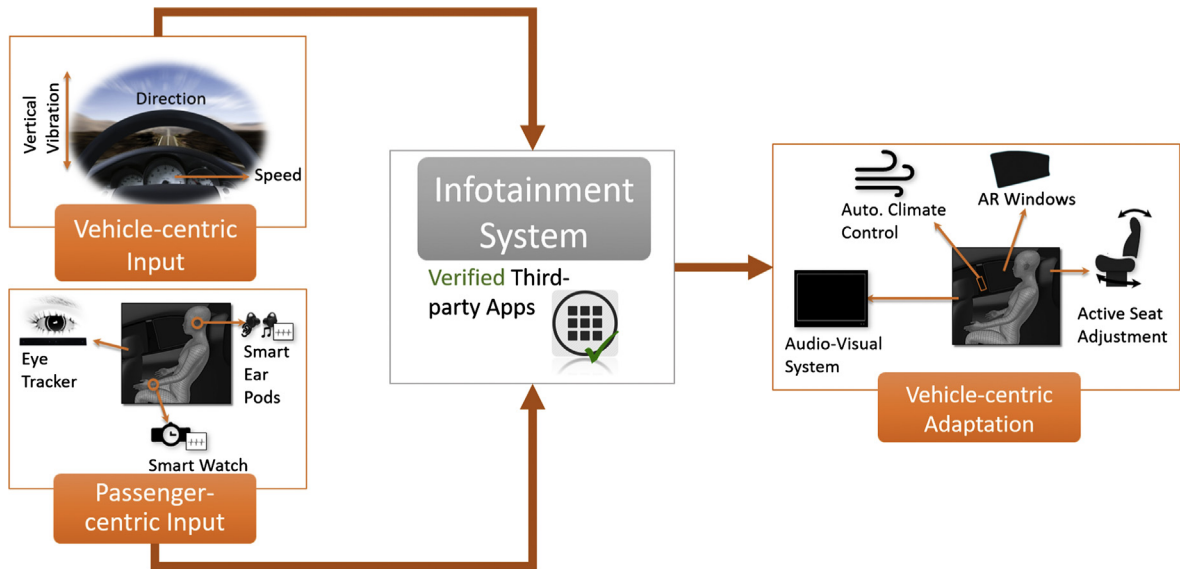 Vertical
Vibration
Direction
Speed
Vehicle-centric
Input
Eye
Tracker
Smart
Ear
Pods
Smart Watch
Passenger-
centric Input
Infotainment
System
Verified Third-
party Apps
Auto. Climate
Control
AR Windows
Audio-Visual
System
Active Seat
Adjustment
Vehicle-centric
Adaptation